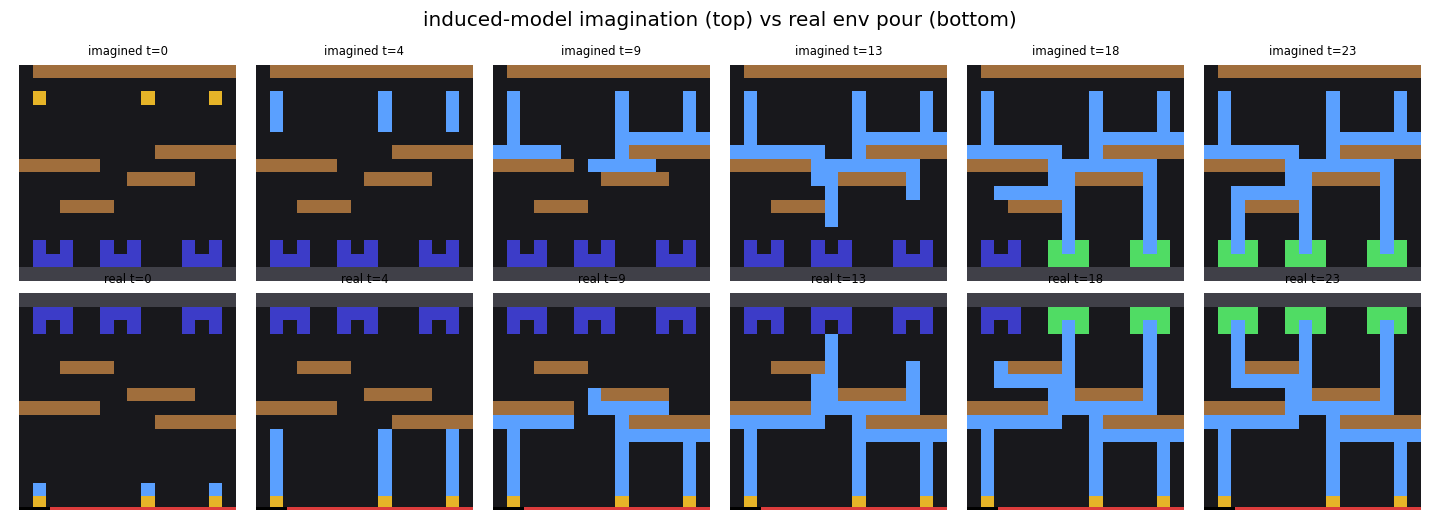 induced-model imagination (top) vs real env pour (bottom)
imagined t=0
imagined t=4
imagined t=9
imagined t=13
imagined t=18
imagined t=23
real t=0
real t=4
real t=9
real t=13
real t=18
real t=23